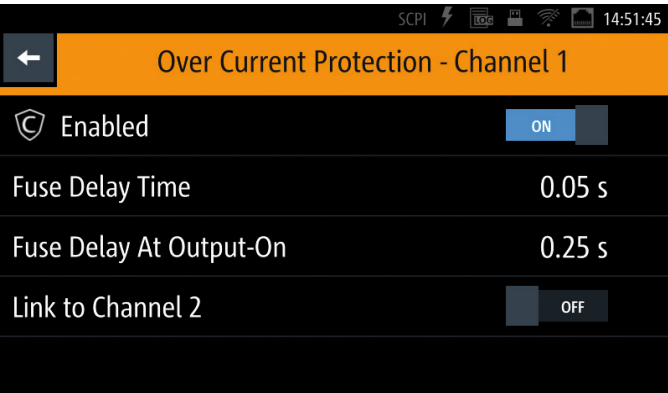 SCPI LOG 14:51:45
Over Current Protection - Channel 1
C Enabled ON
Fuse Delay Time 0.05 s
Fuse Delay At Output-On 0.25 s
Link to Channel 2 OFF